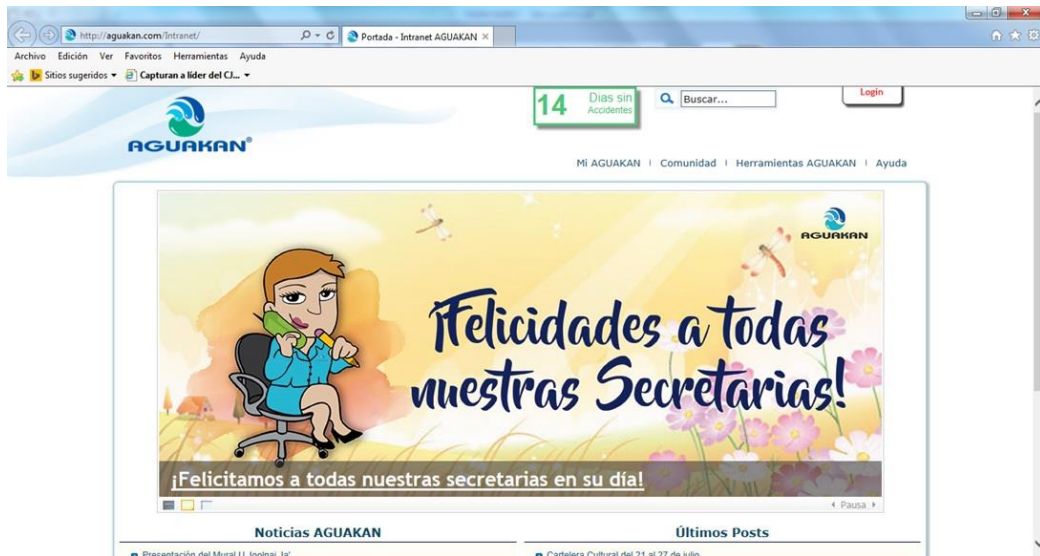 http://aguakan.com/Intranet/
Portada - Intranet AGUAKAN
Archivo Edición Ver Favoritos Herramientas Ayuda
Sitios sugeridos Capturan a líder del CJ...
14 Dias sin
Accidentes
Buscar...
Login
AGUAKAN®
Mi AGUAKAN | Comunidad | Herramientas AGUAKAN | Ayuda
AGUAKAN
¡Felicidades a todas
nuestras Secretarias!
¡Felicitamos a todas nuestras secretarias en su día!
Pausa
Noticias AGUAKAN
Últimos Posts
Presentación del Mural
Cartelera Cultural del 21 al 27 de julio